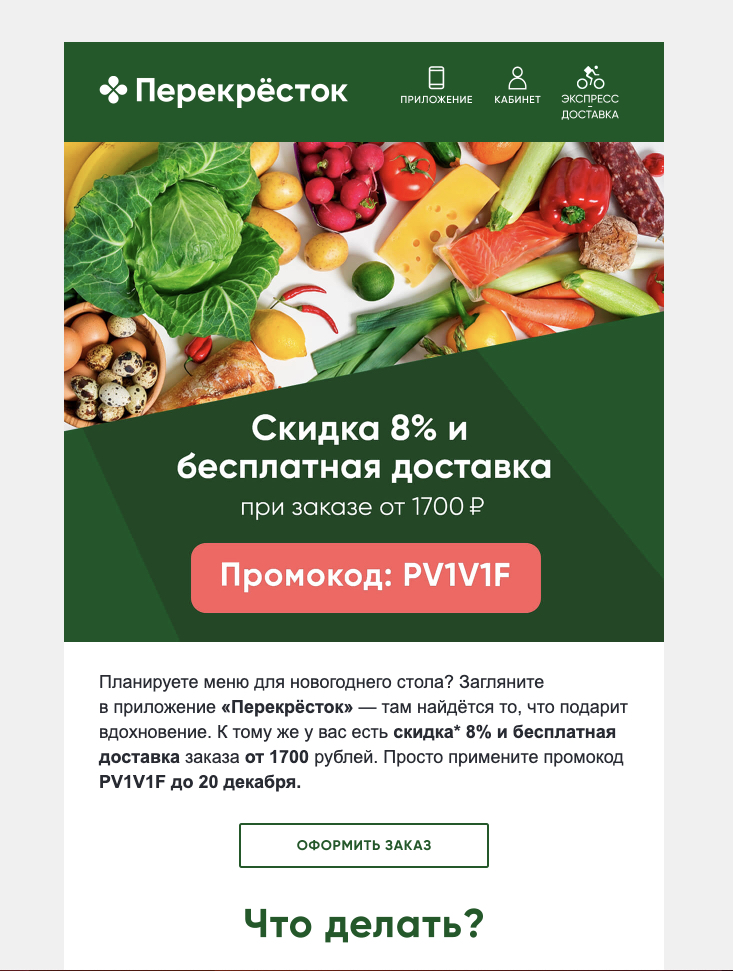 Перекрёсток
ПРИЛОЖЕНИЕ
КАБИНЕТ
ЭКСПРЕСС
-
ДОСТАВКА
Скидка 8% и
бесплатная доставка
при заказе от 1700 ₽
Промокод: PV1V1F
Планируете меню для новогоднего стола? Загляните
в приложение «Перекрёсток» — там найдётся то, что подарит
вдохновение. К тому же у вас есть скидка* 8% и бесплатная
доставка заказа от 1700 рублей. Просто примените промокод
PV1V1F до 20 декабря.
ОФОРМИТЬ ЗАКАЗ
Что делать?